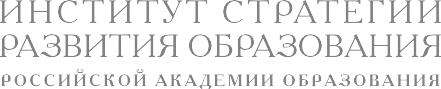 ИНСТИТУТ СТРАТЕГИИ
РАЗВИТИЯ ОБРАЗОВАНИЯ
РОССИЙСКОЙ АКАДЕМИИ ОБРАЗОВАНИЯ